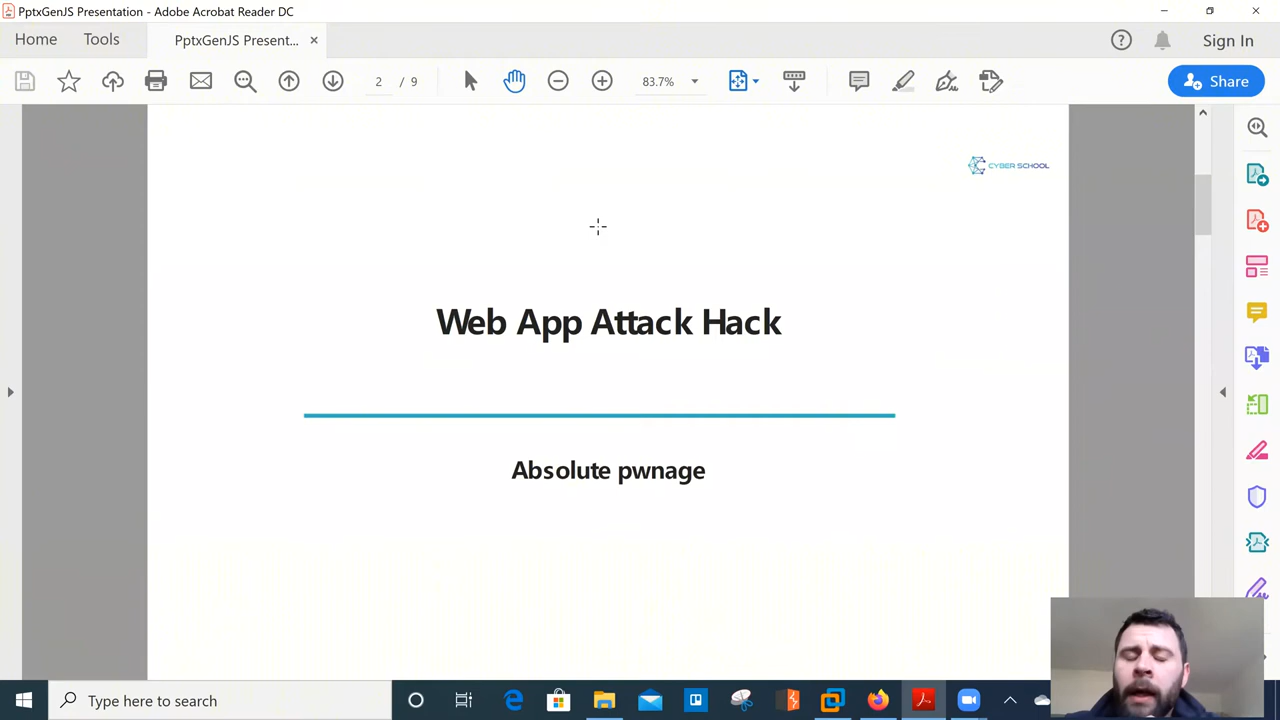 PptxGenJS Presentation - Adobe Acrobat Reader DC
Home
Tools
PptxGenJS Present...
Sign In
2 / 9
83.7%
Share
CYBER SCHOOL
Web App Attack Hack
Absolute pwnage
Type here to search